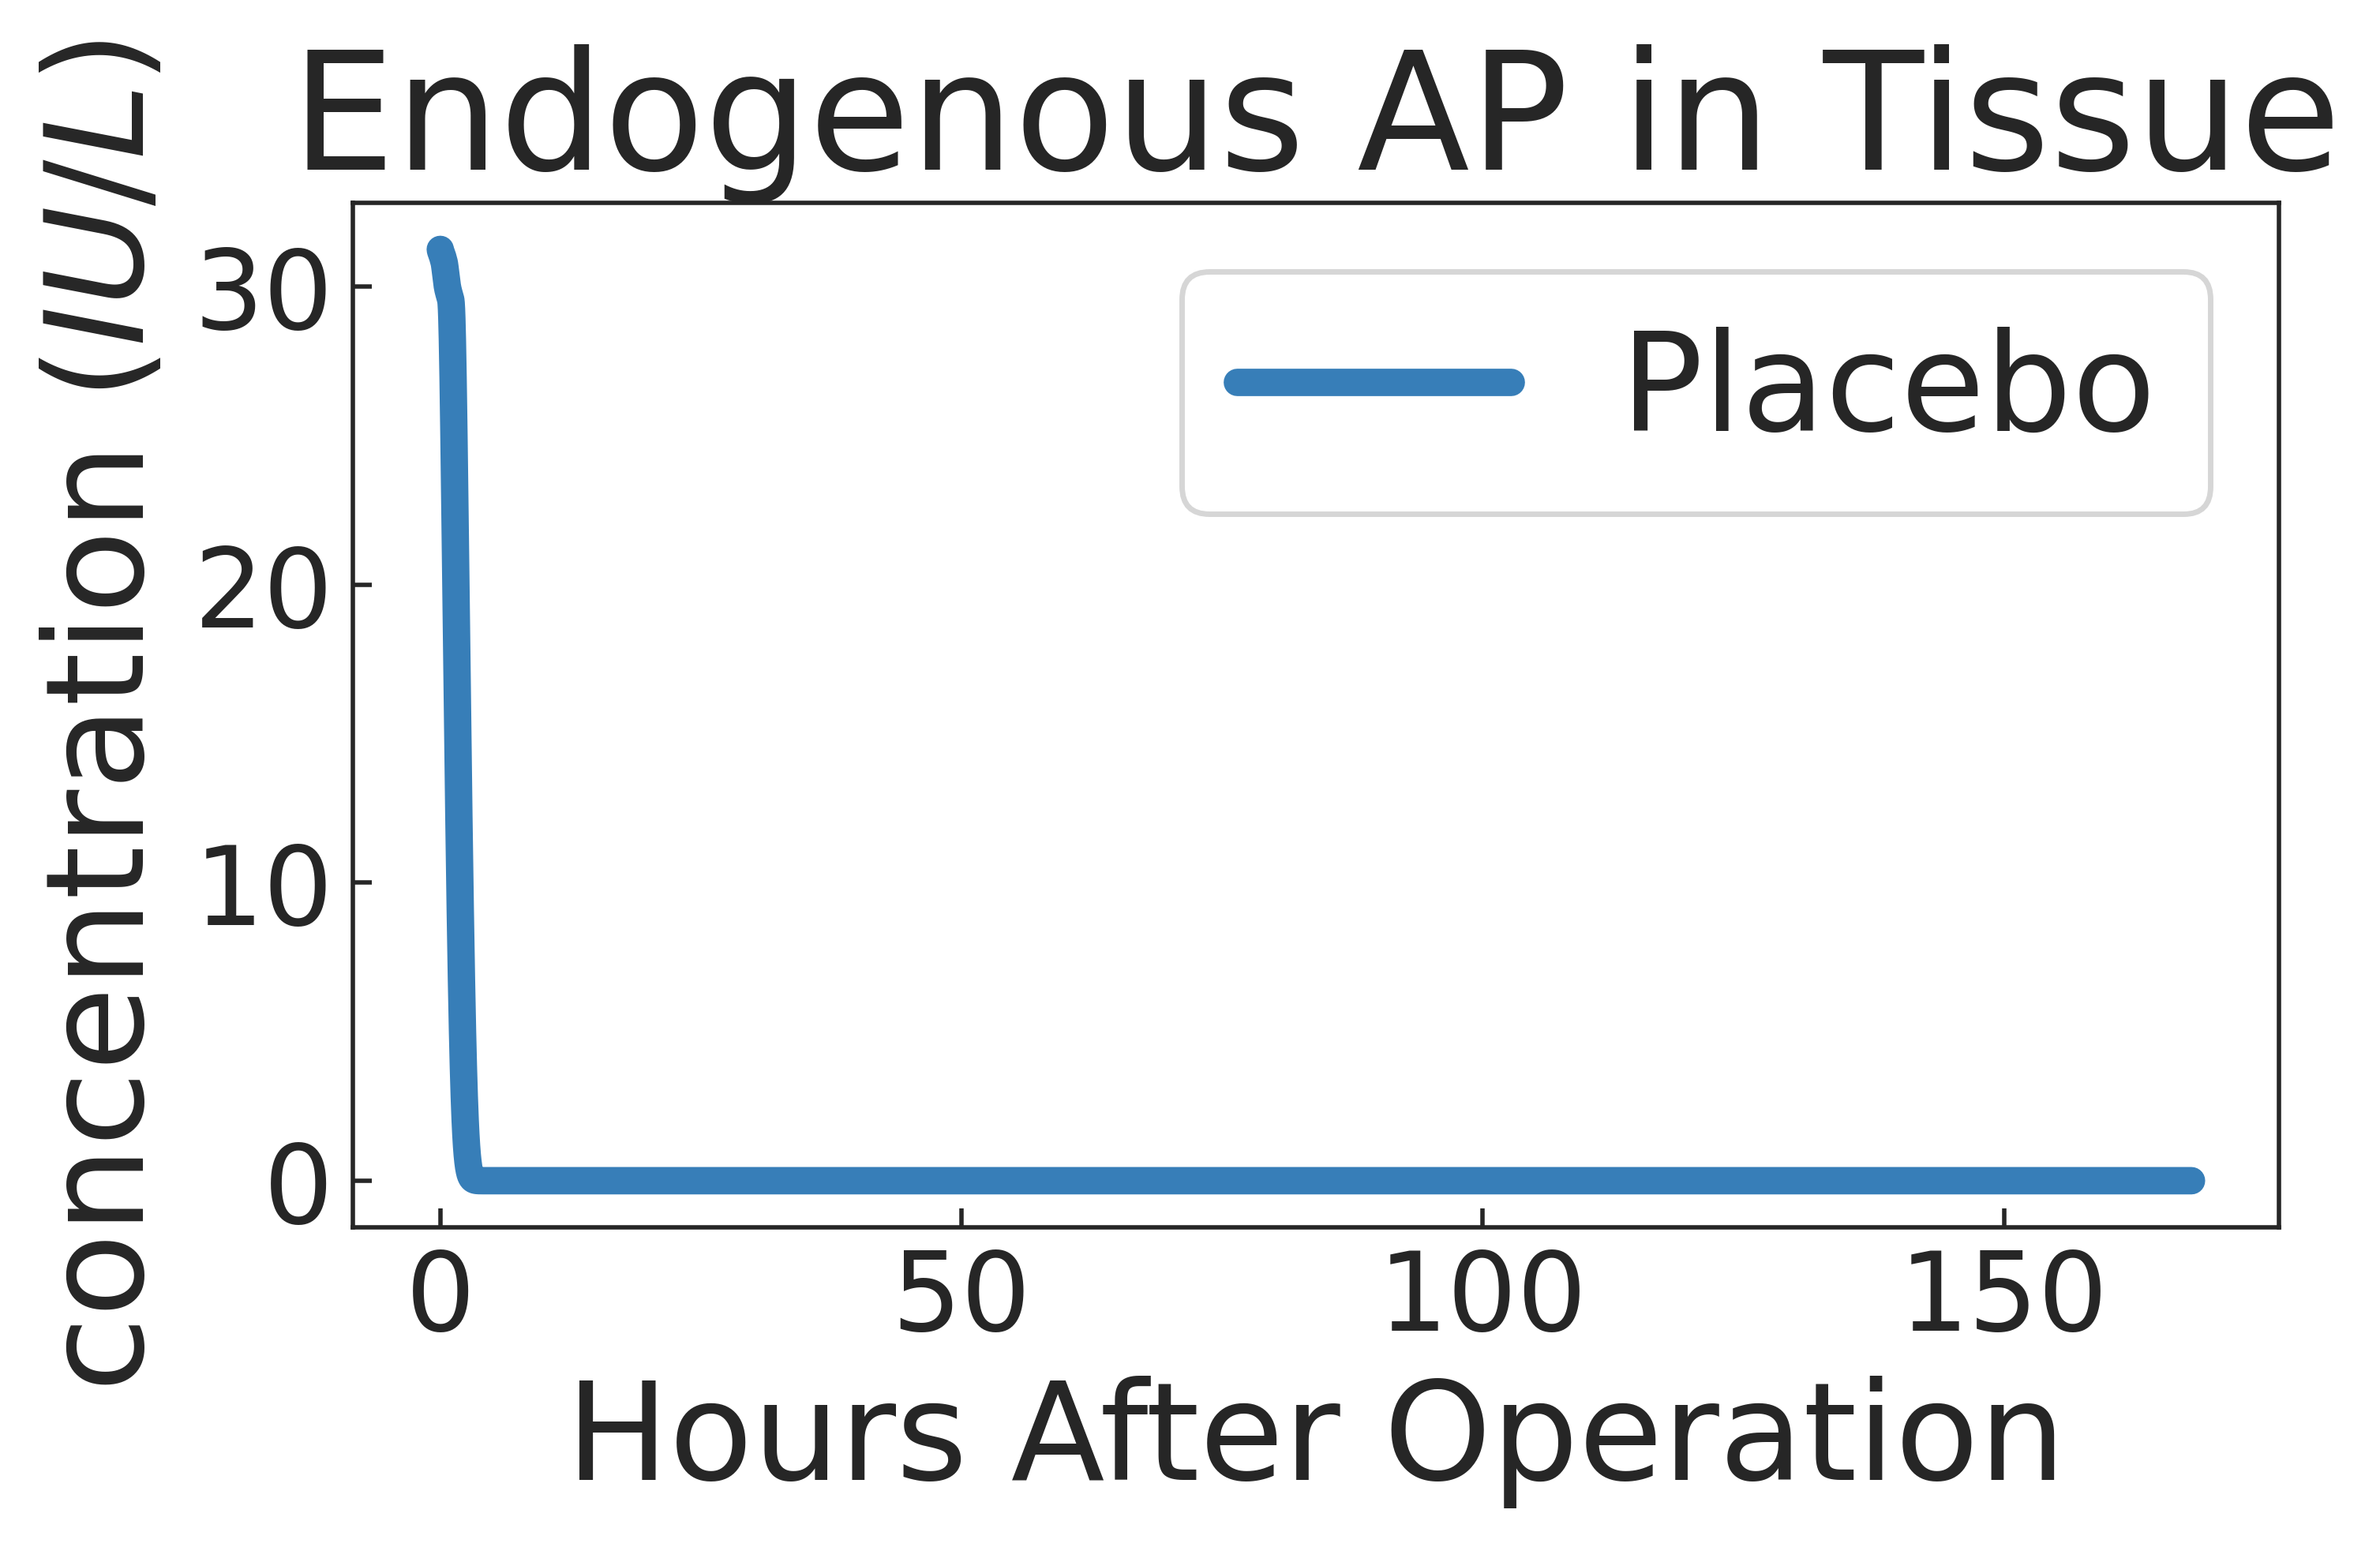 Endogenous AP in Tissue
concentration (IU/L)
30
20
10
0
Placebo
0 50 100 150
Hours After Operation